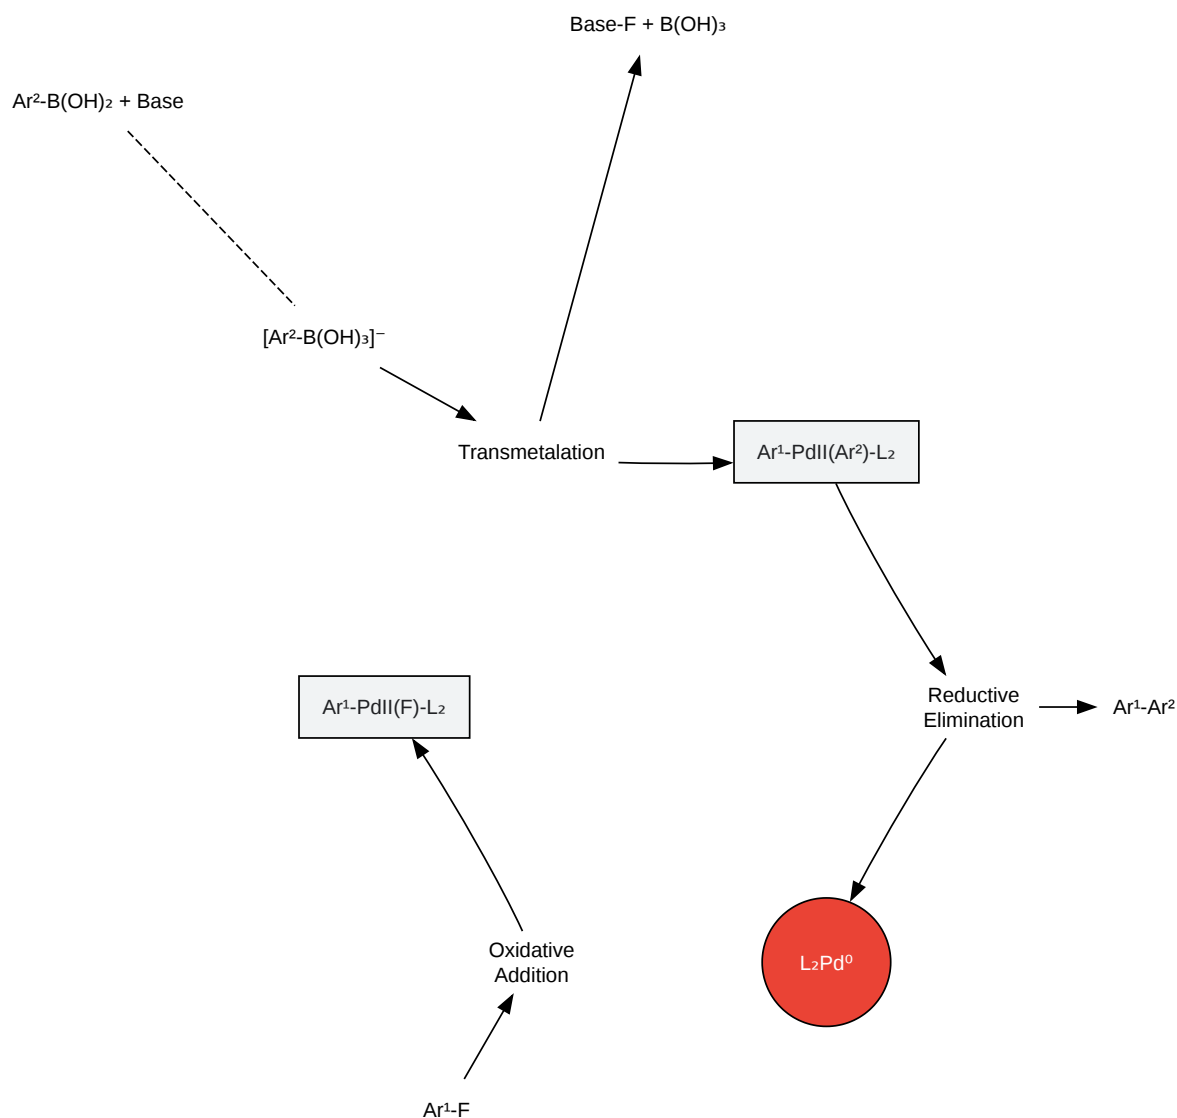 Base-F + B(OH)₃
Ar²-B(OH)₂ + Base
[Ar²-B(OH)₃]⁻
Transmetalation
Ar¹-PdII(Ar²)-L₂
Ar¹-PdII(F)-L₂
Reductive
Elimination
Ar¹-Ar²
Oxidative
Addition
L₂Pd⁰
Ar¹-F